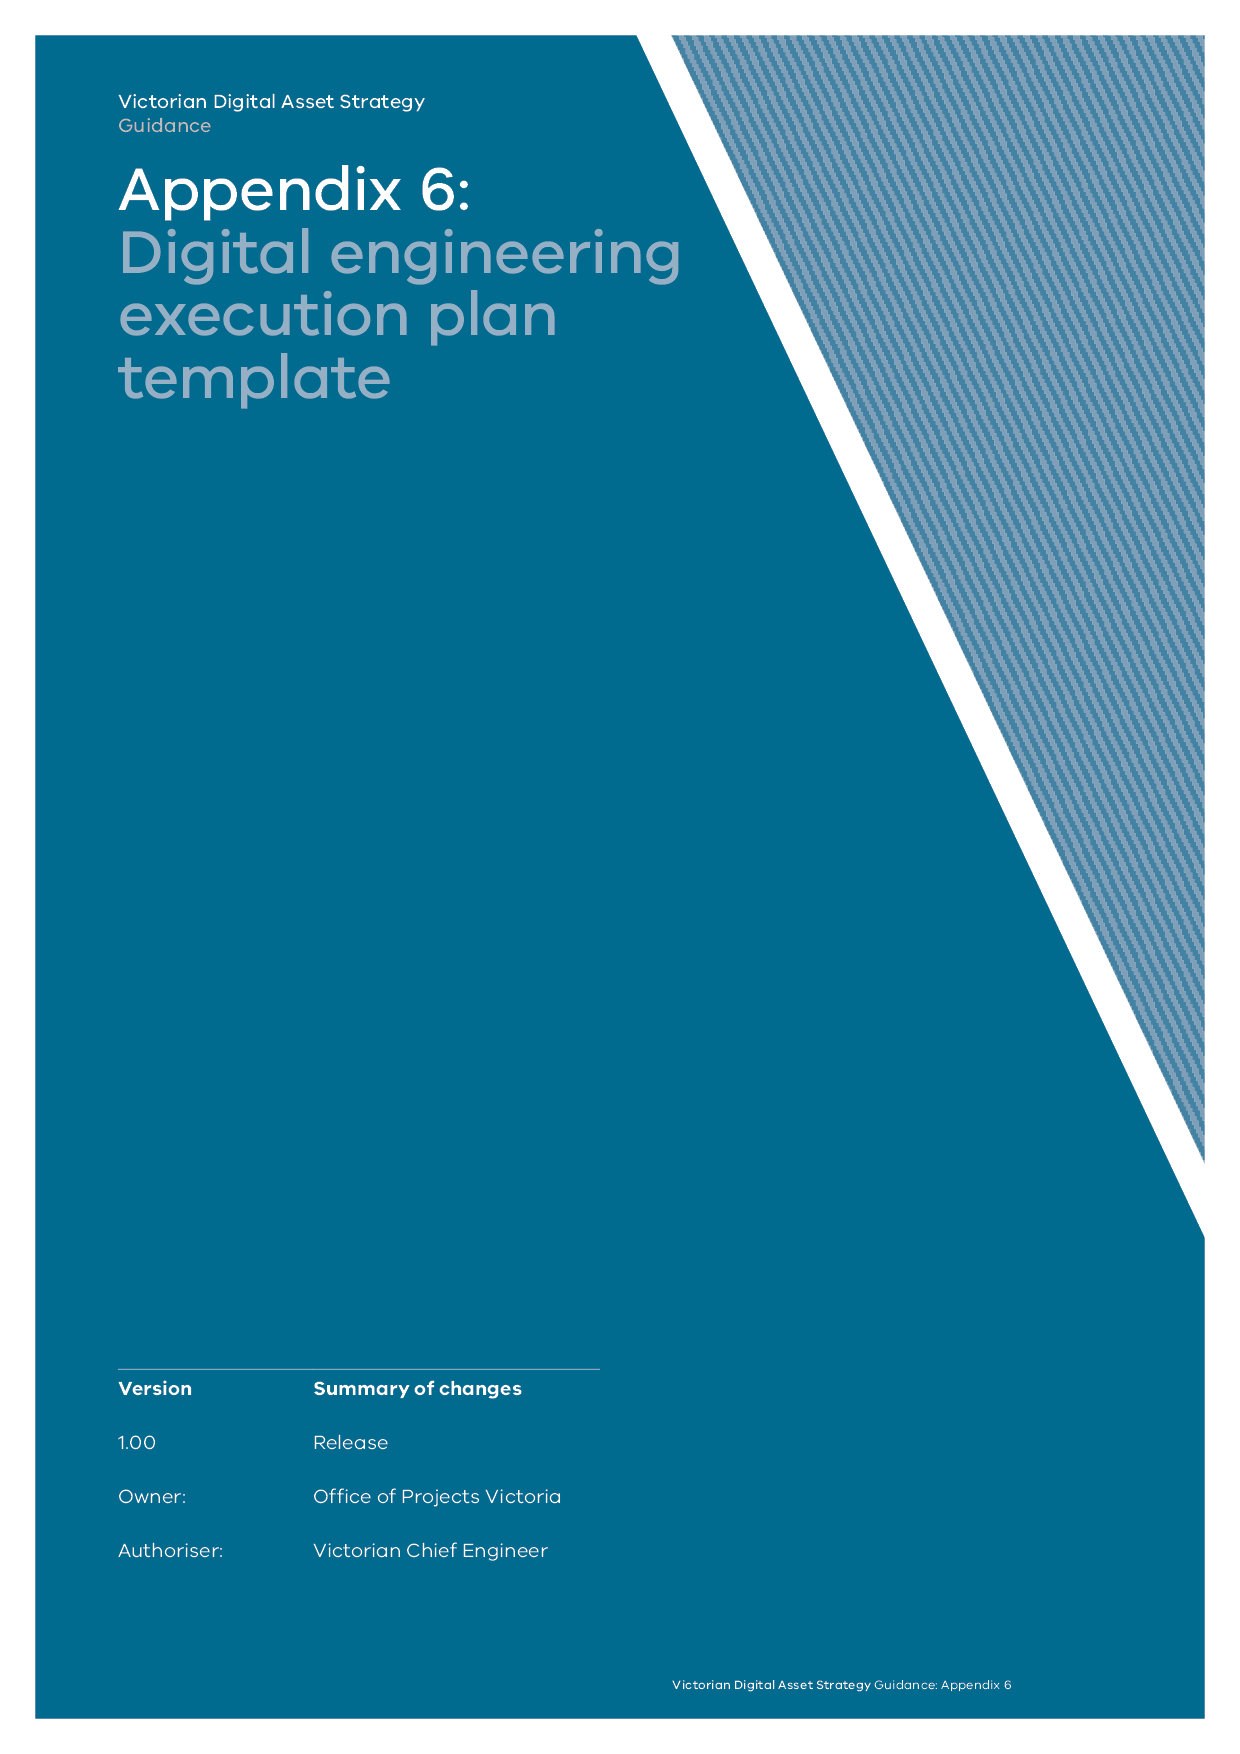 Victorian Digital Asset Strategy
Guidance
Appendix 6:
Digital engineering
execution plan
template
Version Summary of changes
1.00 Release
Owner: Office of Projects Victoria
Authoriser: Victorian Chief Engineer
Victorian Digital Asset Strategy Guidance: Appendix 6